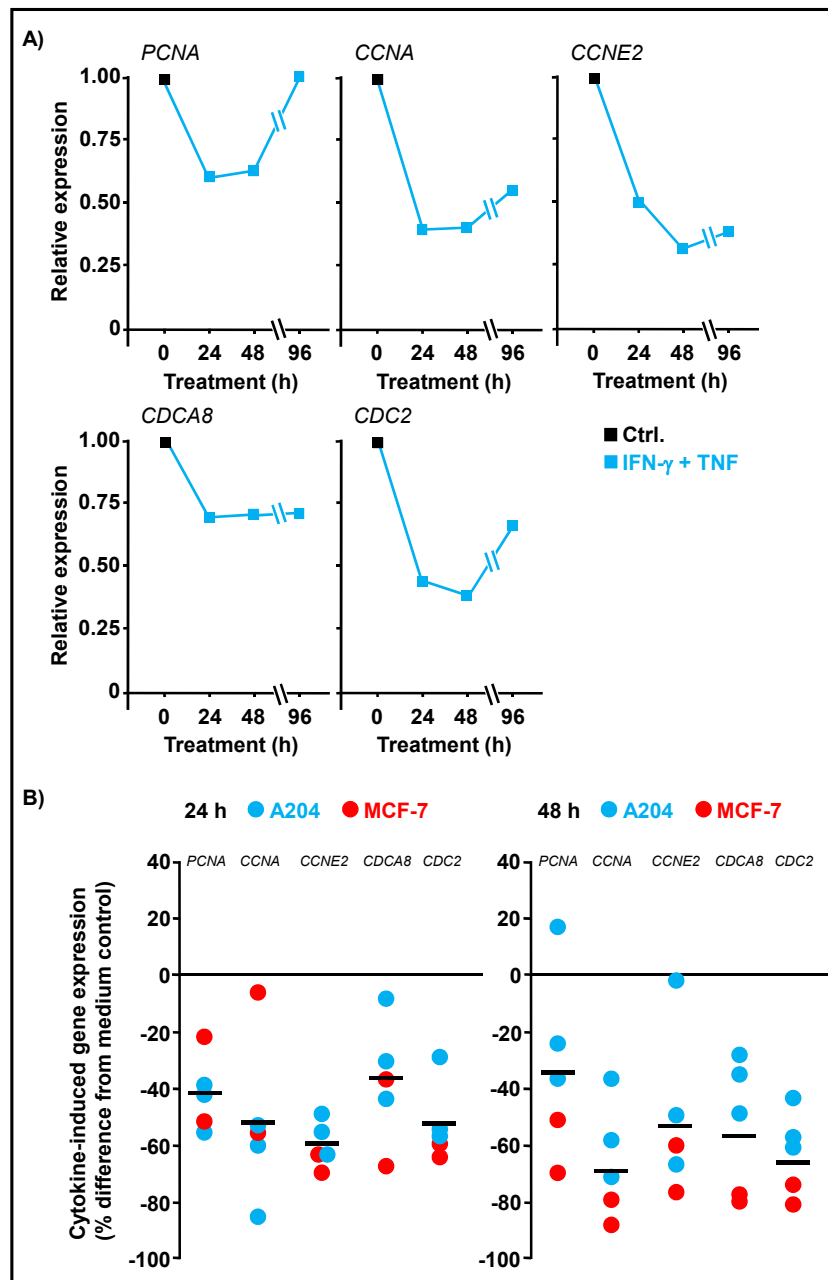 A)
PCNA CCNA CCNE2
1.00
0.75
0.50
0.25
0
Relative expression
0 24 48 96 0 24 48 96 0 24 48 96
Treatment (h) Treatment (h) Treatment (h)
CDCA8 CDC2
1.00
0.75
0.50
0.25
0
Relative expression
0 24 48 96 0 24 48 96
Treatment (h) Treatment (h)
Ctrl.
IFN-γ + TNF
B)
24 h A204 MCF-7 48 h A204 MCF-7
PCNA CCNA CCNE2 CDCA8 CDC2 PCNA CCNA CCNE2 CDCA8 CDC2
40 40
20 20
0 0
-20 -20
-40 -40
-60 -60
-80 -80
-100 -100
Cytokine-induced gene expression
(% difference from medium control)